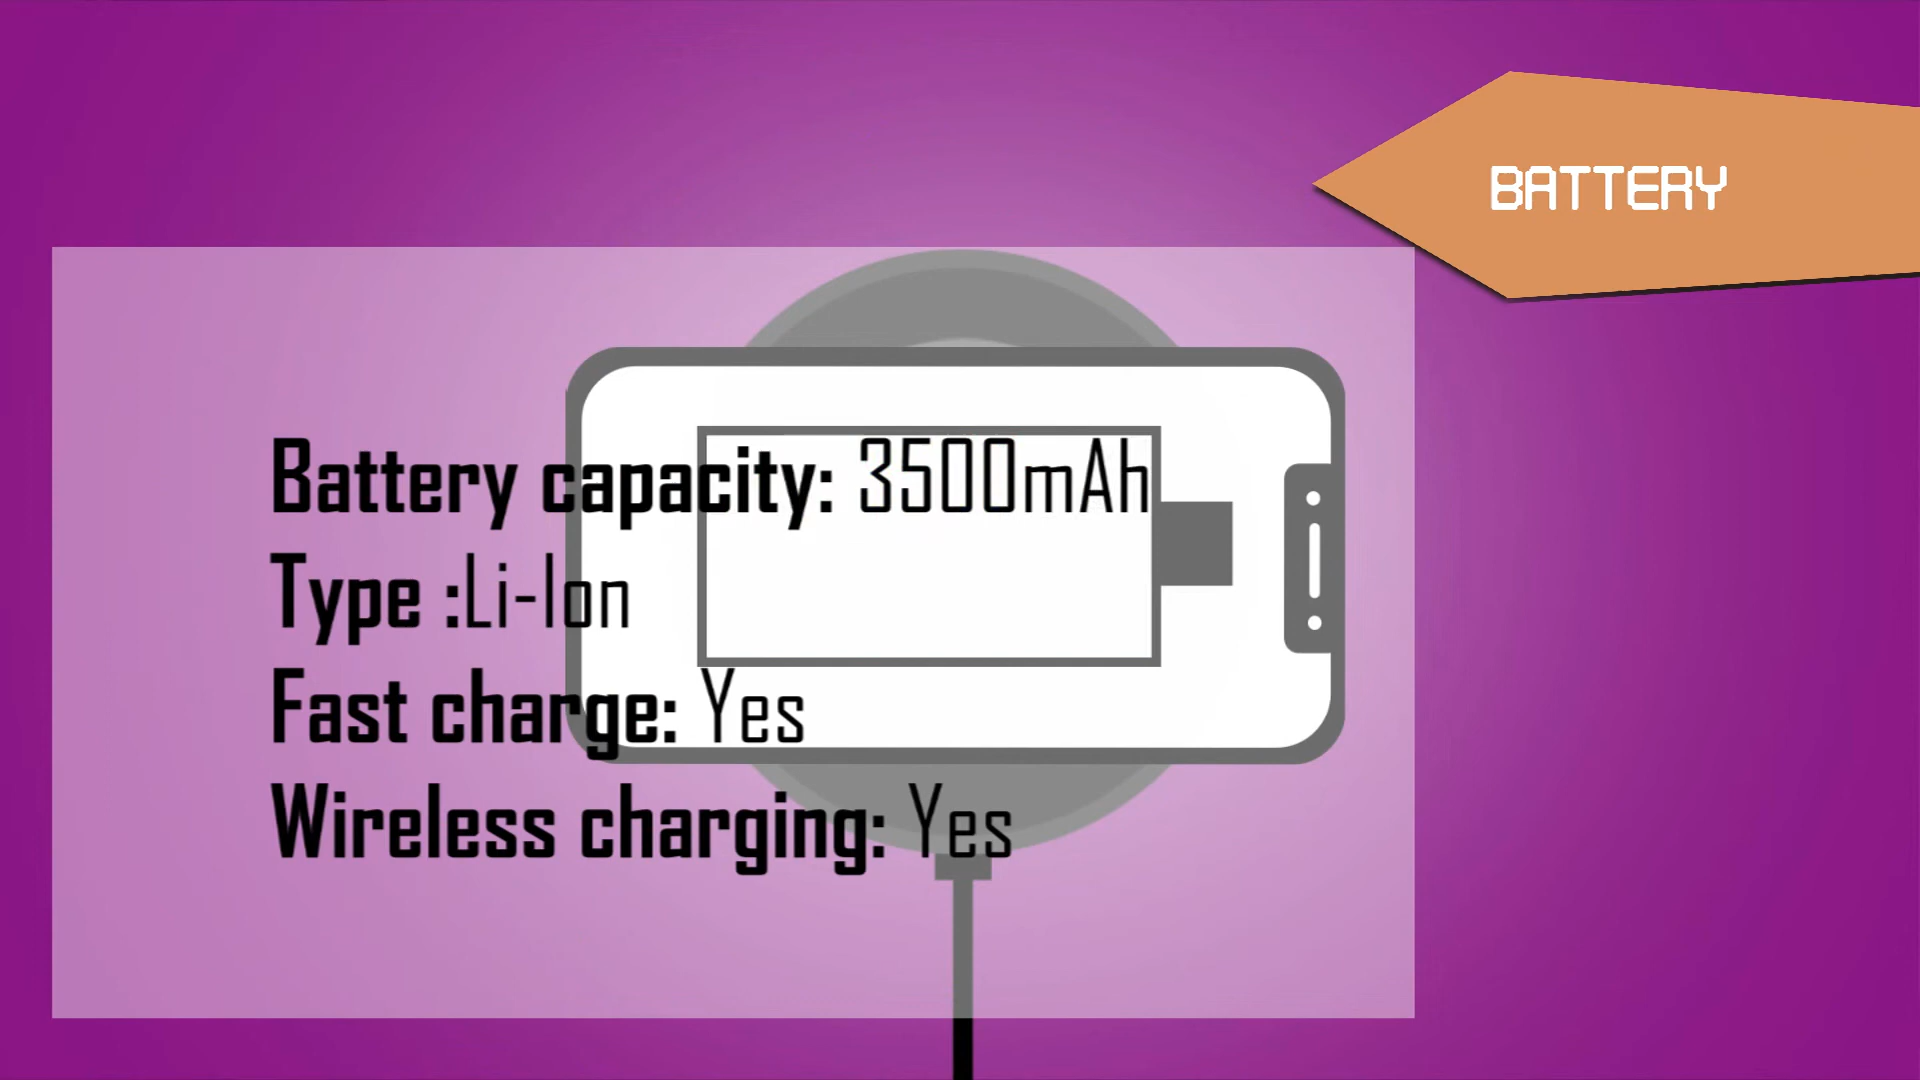 BATTERY
Battery capacity: 3500mAh
Type :Li-Ion
Fast charge: Yes
Wireless charging: Yes